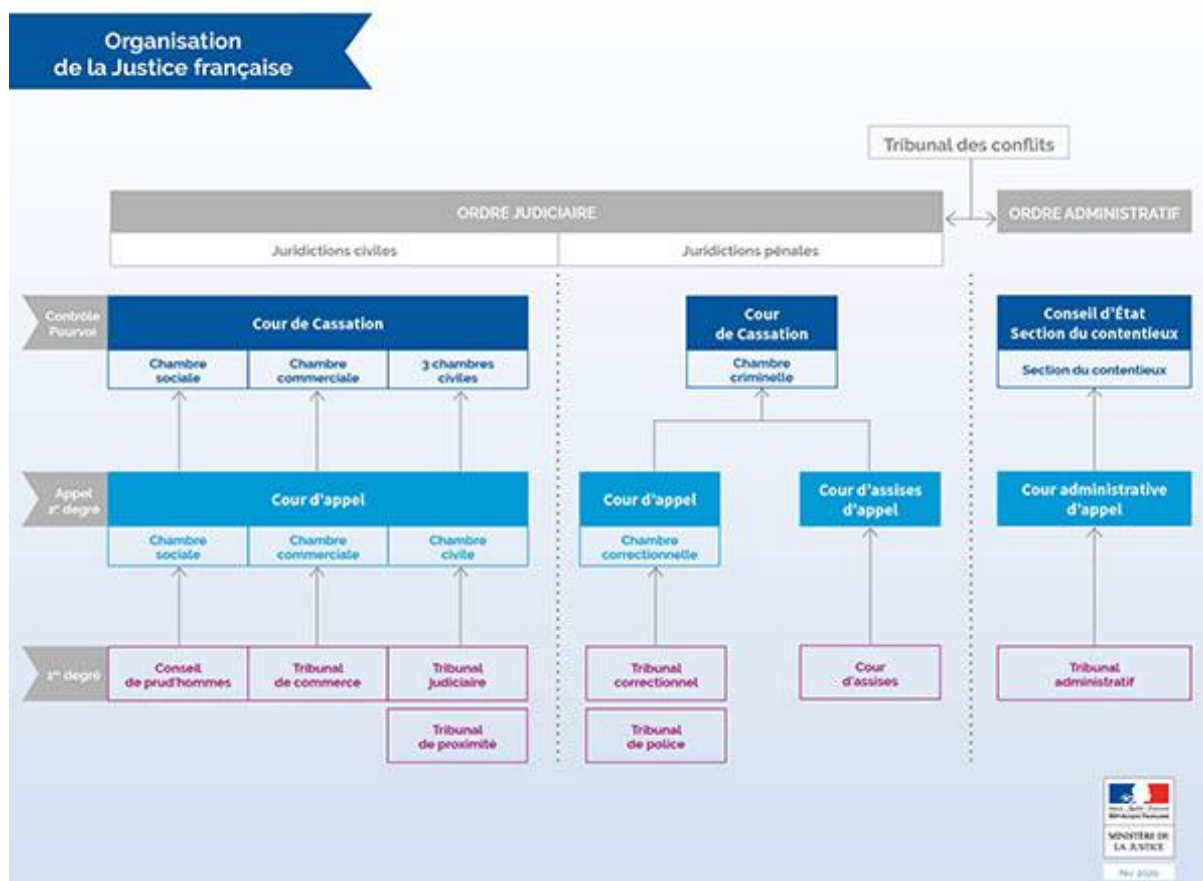 Organisation
de la Justice française
Tribunal des conflits
ORDRE JUDICIAIRE
ORDRE ADMINISTRATIF
Juridictions civiles
Juridictions pénales
Contrôle
Pourvoi
Cour de Cassation
Cour
de Cassation
Conseil d'État
Section du contentieux
Chambre
sociale
Chambre
commerciale
3 chambres
civiles
Chambre
criminelle
Section du contentieux
Appel
2ᵉ degré
Cour d'appel
Cour d'appel
Cour d'assises
d'appel
Cour administrative
d'appel
Chambre
sociale
Chambre
commerciale
Chambre
civile
Chambre
correctionnelle
1ᵉʳ degré
Conseil
de prud'hommes
Tribunal
de commerce
Tribunal
judiciaire
Tribunal
correctionnel
Cour
d'assises
Tribunal
administratif
Tribunal
de proximité
Tribunal
de police
RÉPUBLIQUE FRANÇAISE
MINISTÈRE DE
LA JUSTICE
2020